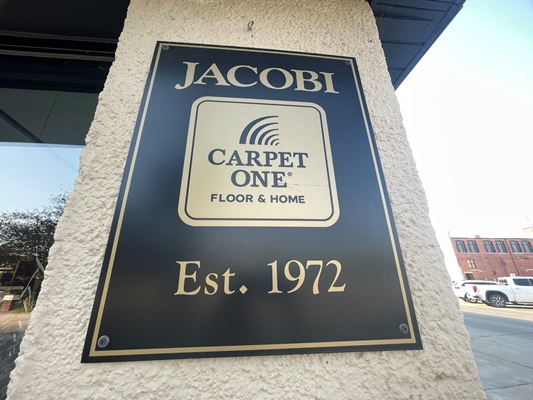 JACOBI
CARPET
ONE®
FLOOR & HOME
Est. 1972